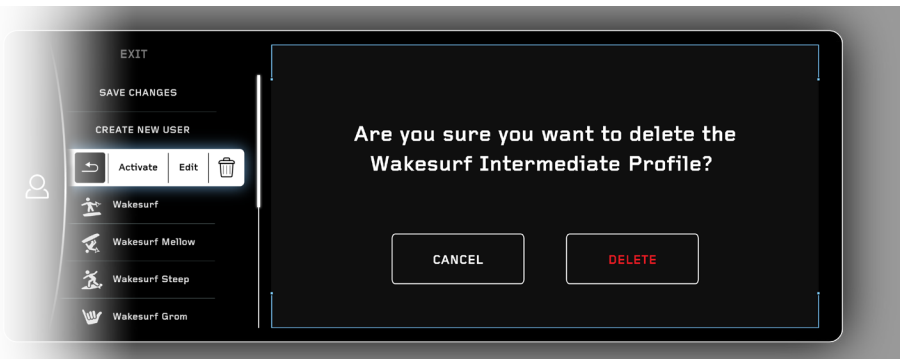 EXIT
SAVE CHANGES
CREATE NEW USER
Activate Edit
Wakesurf
Wakesurf Mellow
Wakesurf Steep
Wakesurf Grom
Are you sure you want to delete the
Wakesurf Intermediate Profile?
CANCEL DELETE